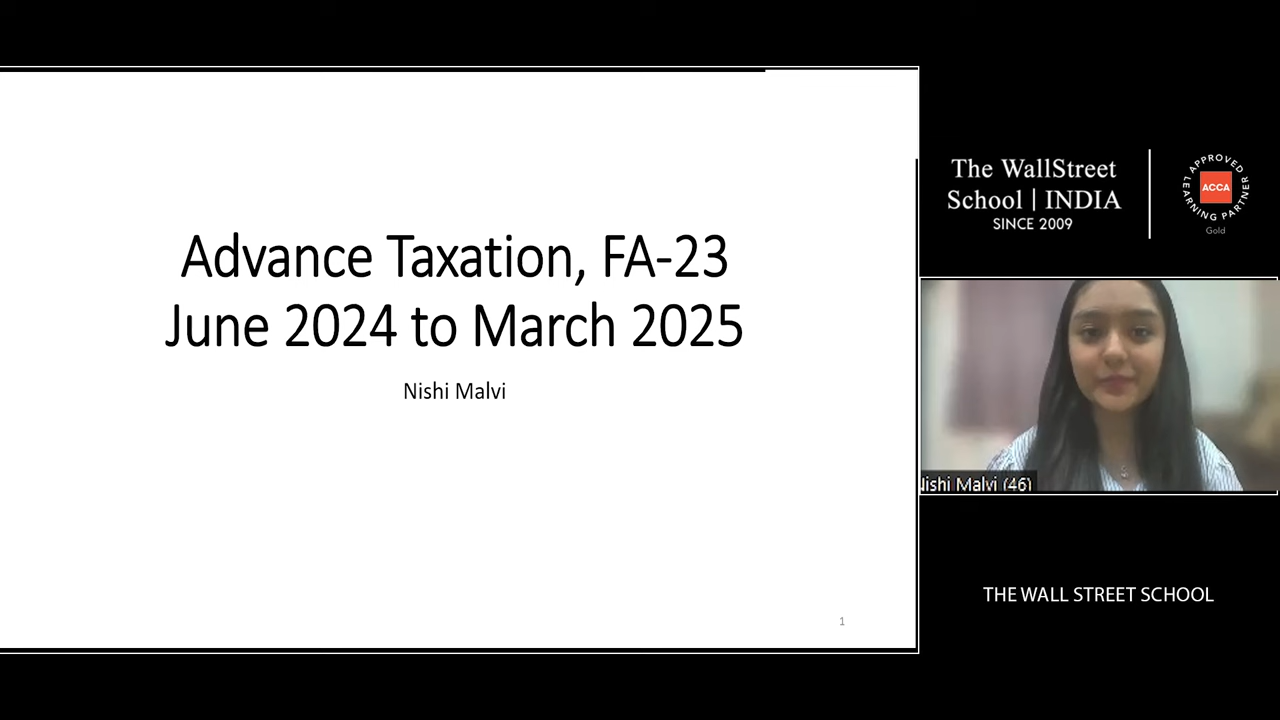 Advance Taxation, FA-23
June 2024 to March 2025
Nishi Malvi
1
The WallStreet
School | INDIA
SINCE 2009
APPROVED
ACCA
LEARNING PARTNER
Gold
Nishi Malvi (46)
THE WALL STREET SCHOOL